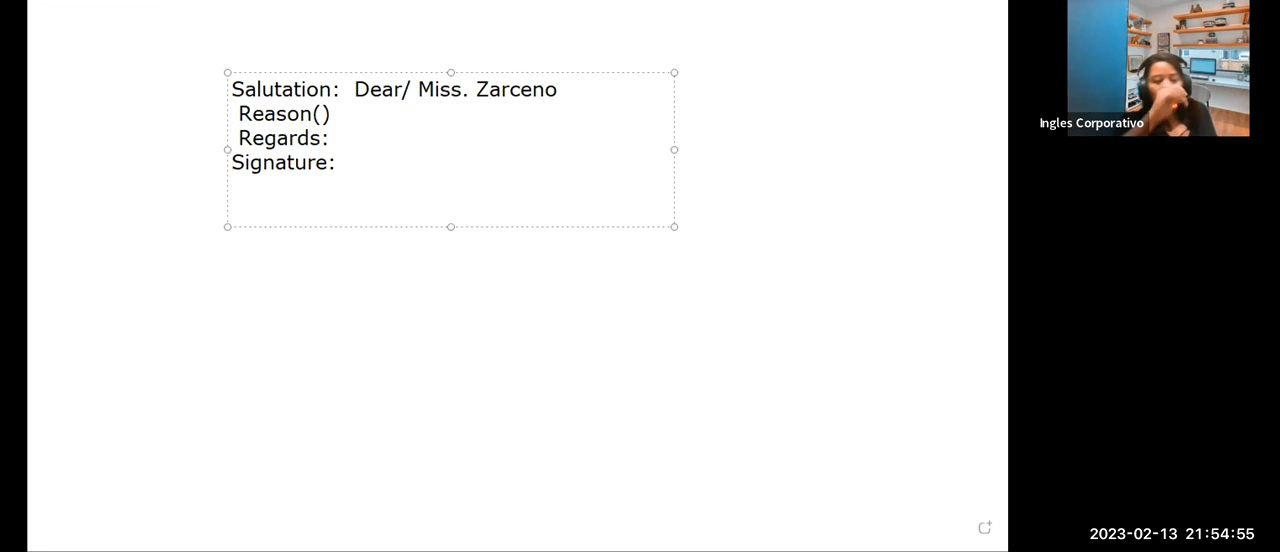 Salutation:  Dear/ Miss. Zarceno
Reason()
Regards:
Signature:
Ingles Corporativo
2023-02-13 21:54:55